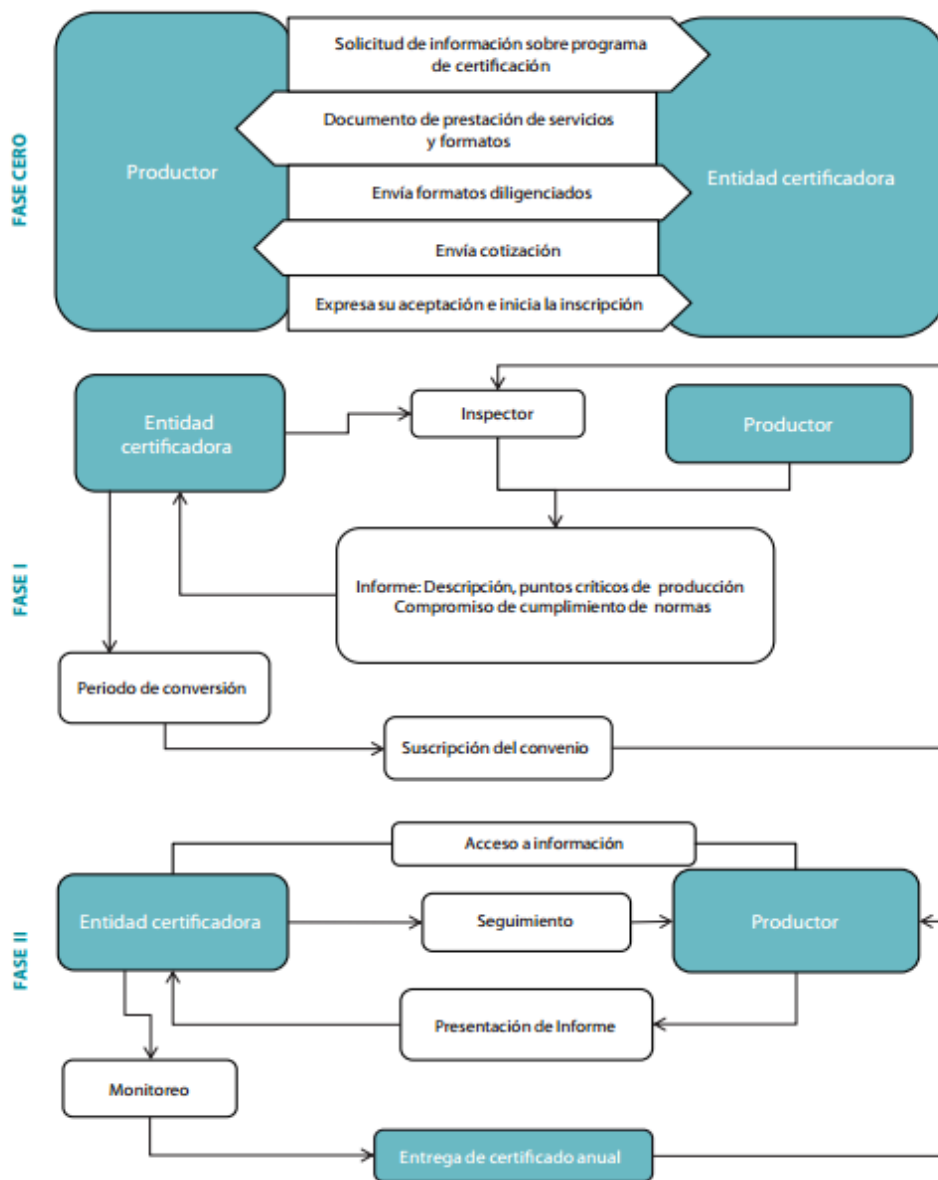 FASE CERO
Productor
Solicitud de información sobre programa
de certificación
Documento de prestación de servicios
y formatos
Envía formatos diligenciados
Envía cotización
Expresa su aceptación e inicia la inscripción
Entidad certificadora
FASE I
Entidad
certificadora
Inspector
Productor
Informe: Descripción, puntos críticos de producción
Compromiso de cumplimiento de normas
Periodo de conversión
Suscripción del convenio
FASE II
Acceso a información
Entidad certificadora
Seguimiento
Productor
Presentación de Informe
Monitoreo
Entrega de certificado anual